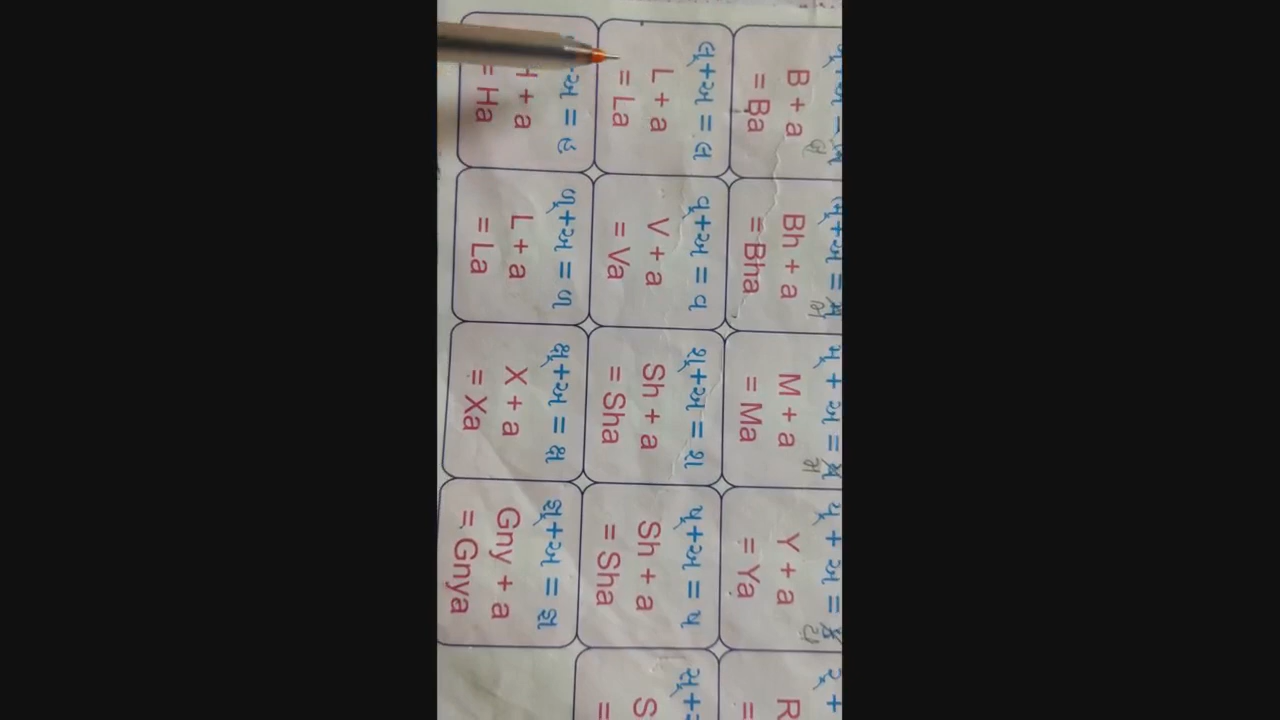 B + a
= Ba
Bh + a
= Bha
મ્ + અ =
M + a
= Ma
ય્ + અ =
Y + a
= Ya
R
=
લ્+અ = લ
L + a
= La
વ્+અ = વ
V + a
= Va
શ્+અ = શ
Sh + a
= Sha
ષ્+અ = ષ
Sh + a
= Sha
સ્+
S
=
+અ = હ
H + a
= Ha
ળ્+અ = ળ
L + a
= La
ક્ષ્+અ = ક્ષ
X + a
= Xa
જ્ઞ્+અ = જ્ઞ
Gny + a
= Gnya